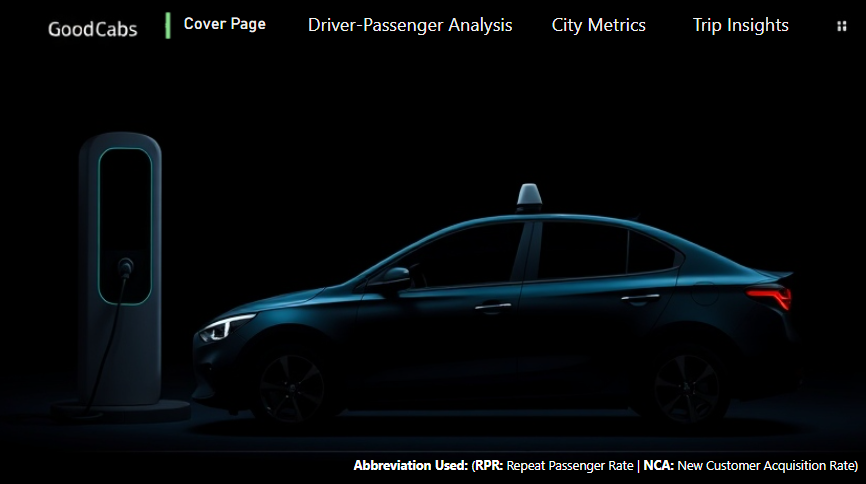 GoodCabs
Cover Page
Driver-Passenger Analysis
City Metrics
Trip Insights
Abbreviation Used: (RPR: Repeat Passenger Rate | NCA: New Customer Acquisition Rate)